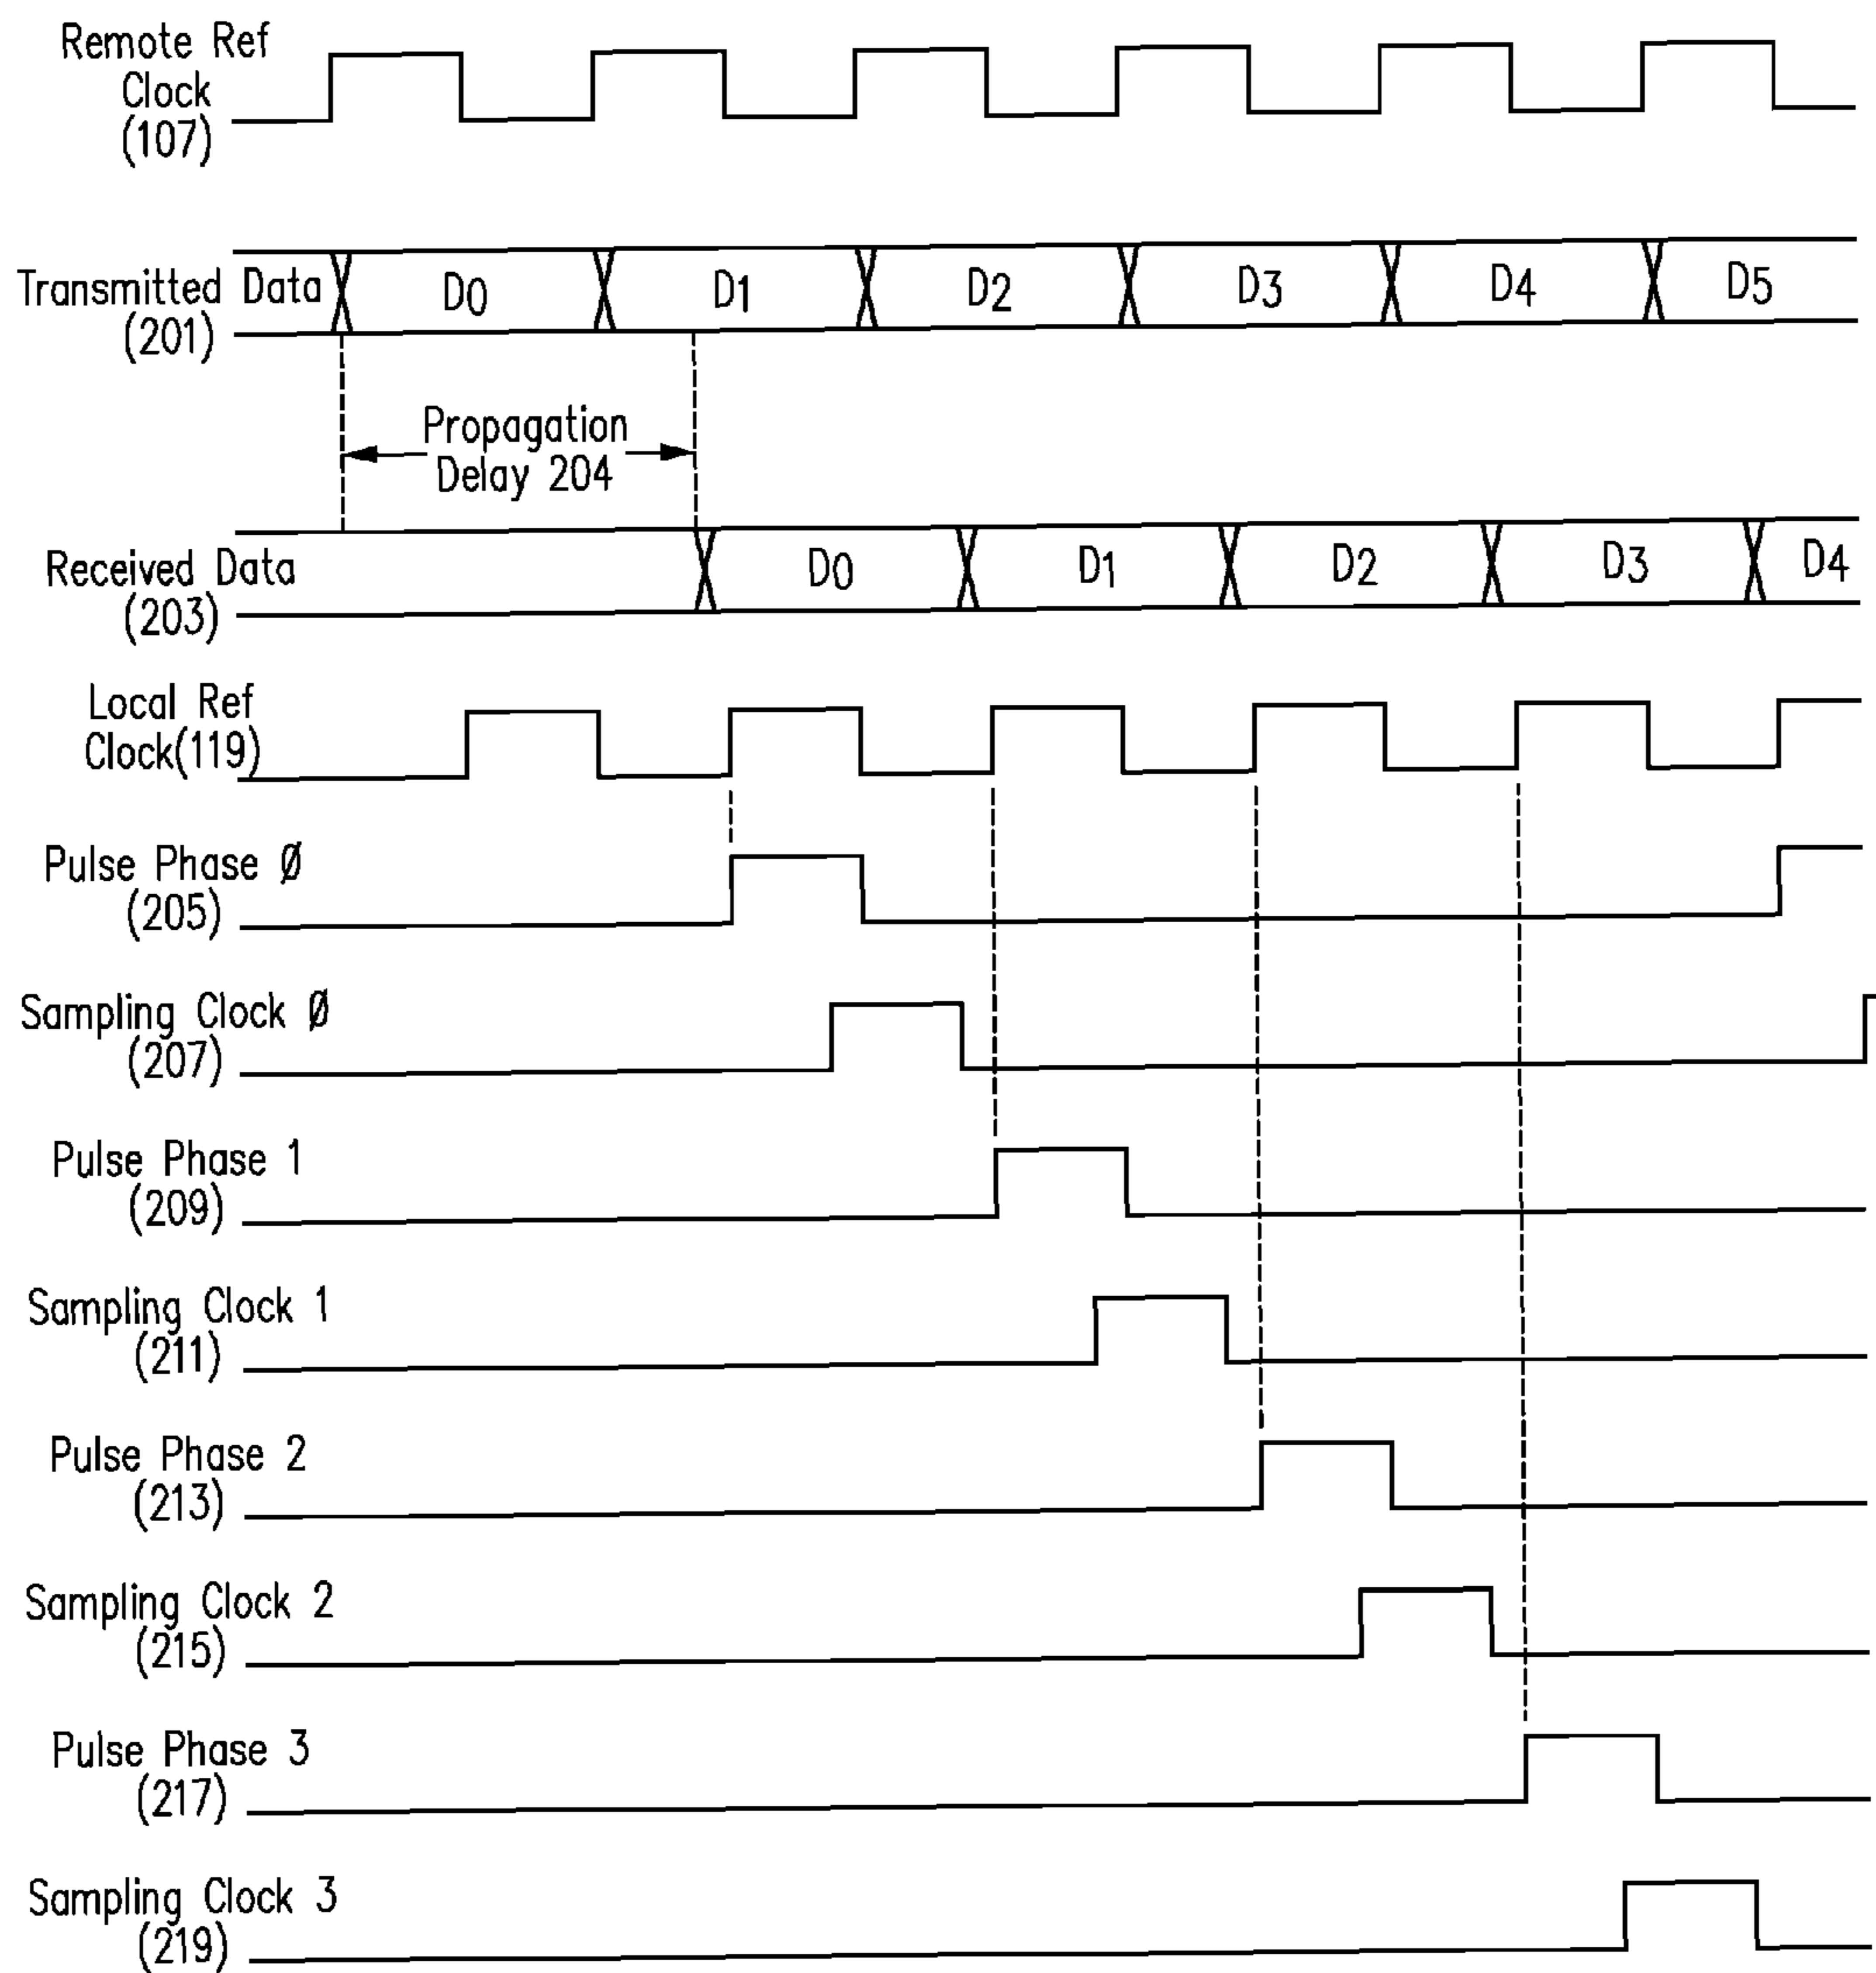 Remote Ref
Clock
(107)
Transmitted Data
(201)
D0 D1 D2 D3 D4 D5
Propagation
Delay 204
Received Data
(203)
D0 D1 D2 D3 D4
Local Ref
Clock(119)
Pulse Phase Ø
(205)
Sampling Clock Ø
(207)
Pulse Phase 1
(209)
Sampling Clock 1
(211)
Pulse Phase 2
(213)
Sampling Clock 2
(215)
Pulse Phase 3
(217)
Sampling Clock 3
(219)